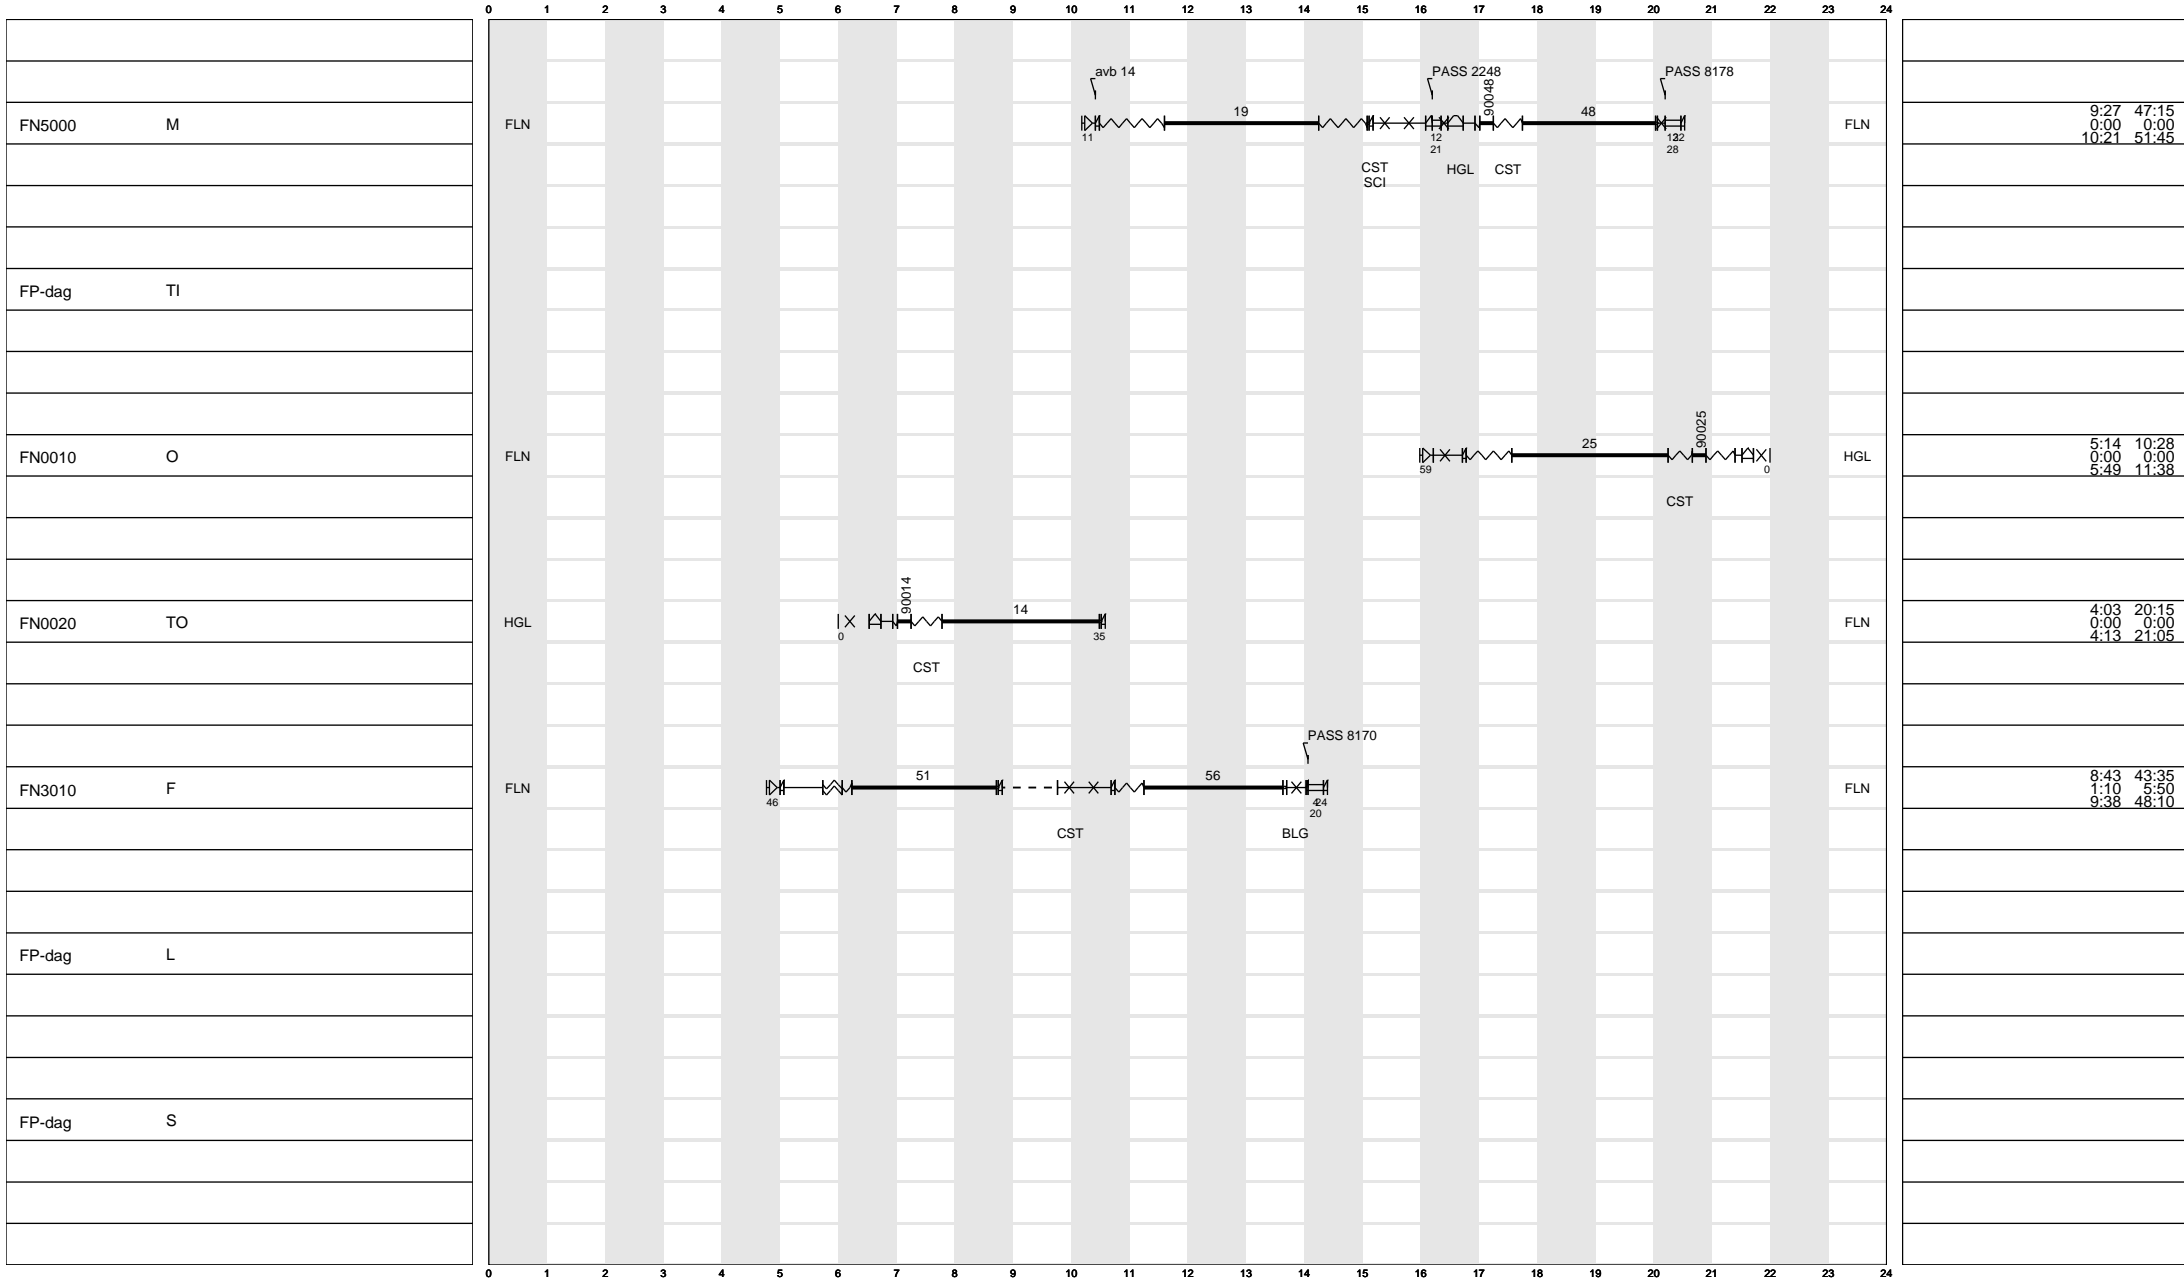 0 1 2 3 4 5 6 7 8 9 10 11 12 13 14 15 16 17 18 19 20 21 22 23 24
avb 14 PASS 2248 PASS 8178
90048
19 48
FN5000 M FLN FLN 9:27 47:15
0:00 0:00
10:21 51:45
11 12 12 32
21 28
CST HGL CST
SCI
FP-dag TI
90025
25
FN0010 O FLN HGL 5:14 10:28
0:00 0:00
5:49 11:38
59 0
CST
90014
14
FN0020 TO HGL FLN 4:03 20:15
0:00 0:00
4:13 21:05
0 35
CST
PASS 8170
51 56
FN3010 F FLN FLN 8:43 43:35
1:10 5:50
9:38 48:10
46 4 24
20
CST BLG
FP-dag L
FP-dag S
0 1 2 3 4 5 6 7 8 9 10 11 12 13 14 15 16 17 18 19 20 21 22 23 24